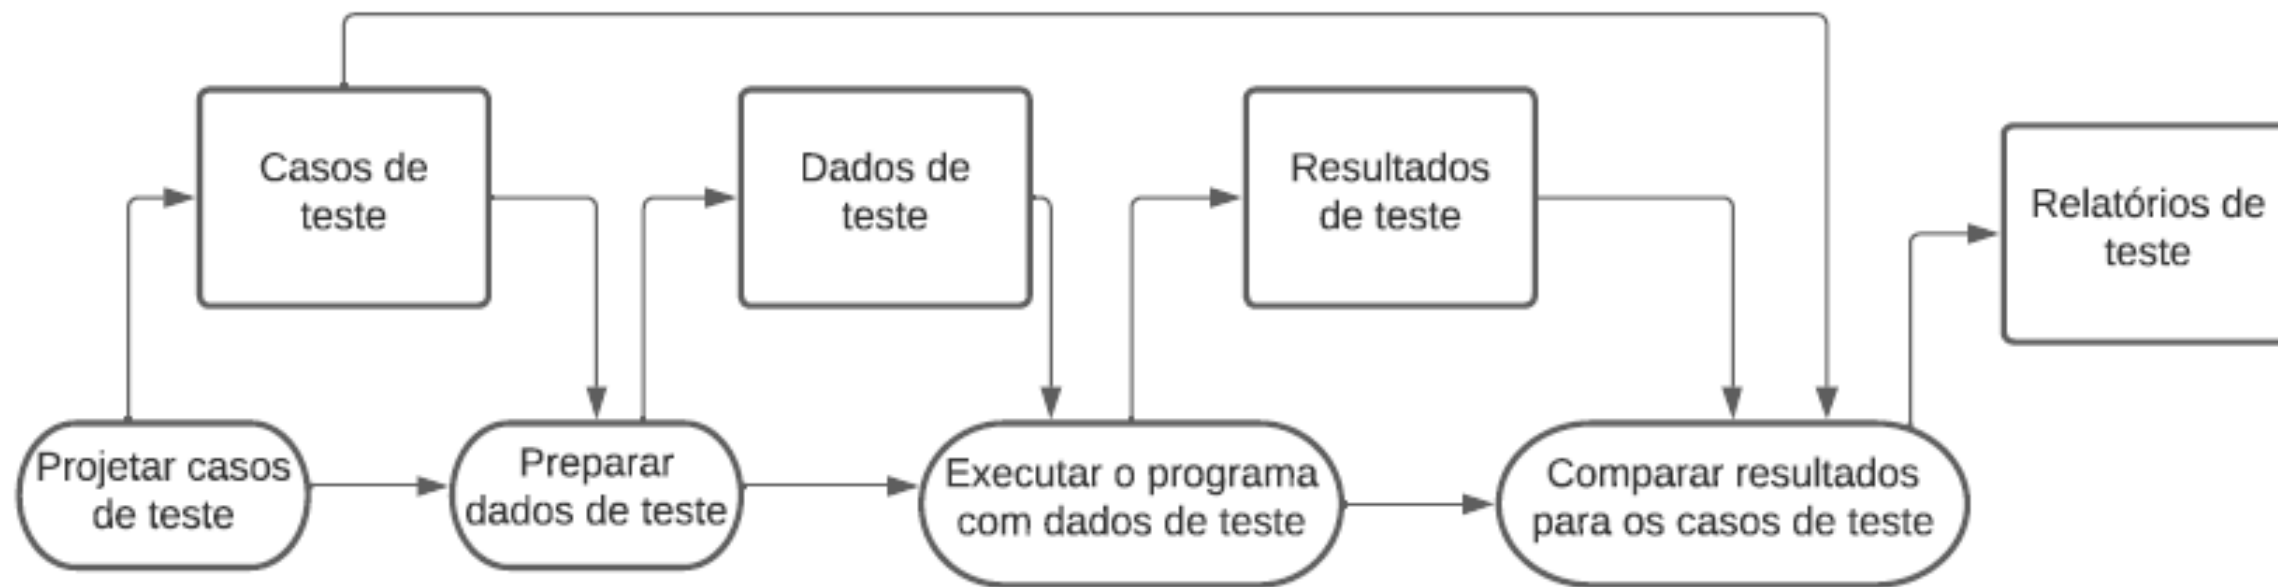 Casos de
teste
Dados de
teste
Resultados
de teste
Relatórios de
teste
Projetar casos
de teste
Preparar
dados de teste
Executar o programa
com dados de teste
Comparar resultados
para os casos de teste